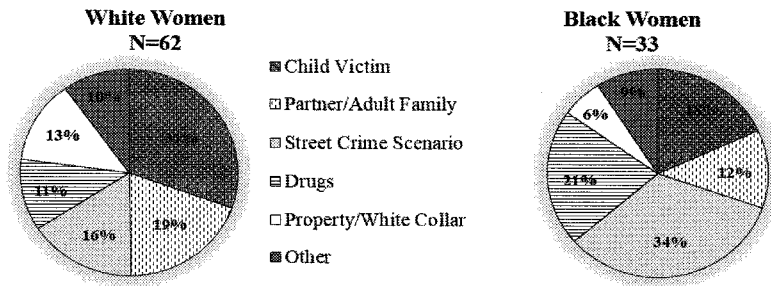 White Women
N=62
10%
13%
11%
16%
19%
Child Victim
Partner/Adult Family
Street Crime Scenario
Drugs
Property/White Collar
Other
Black Women
N=33
9%
6%
21%
12%
34%